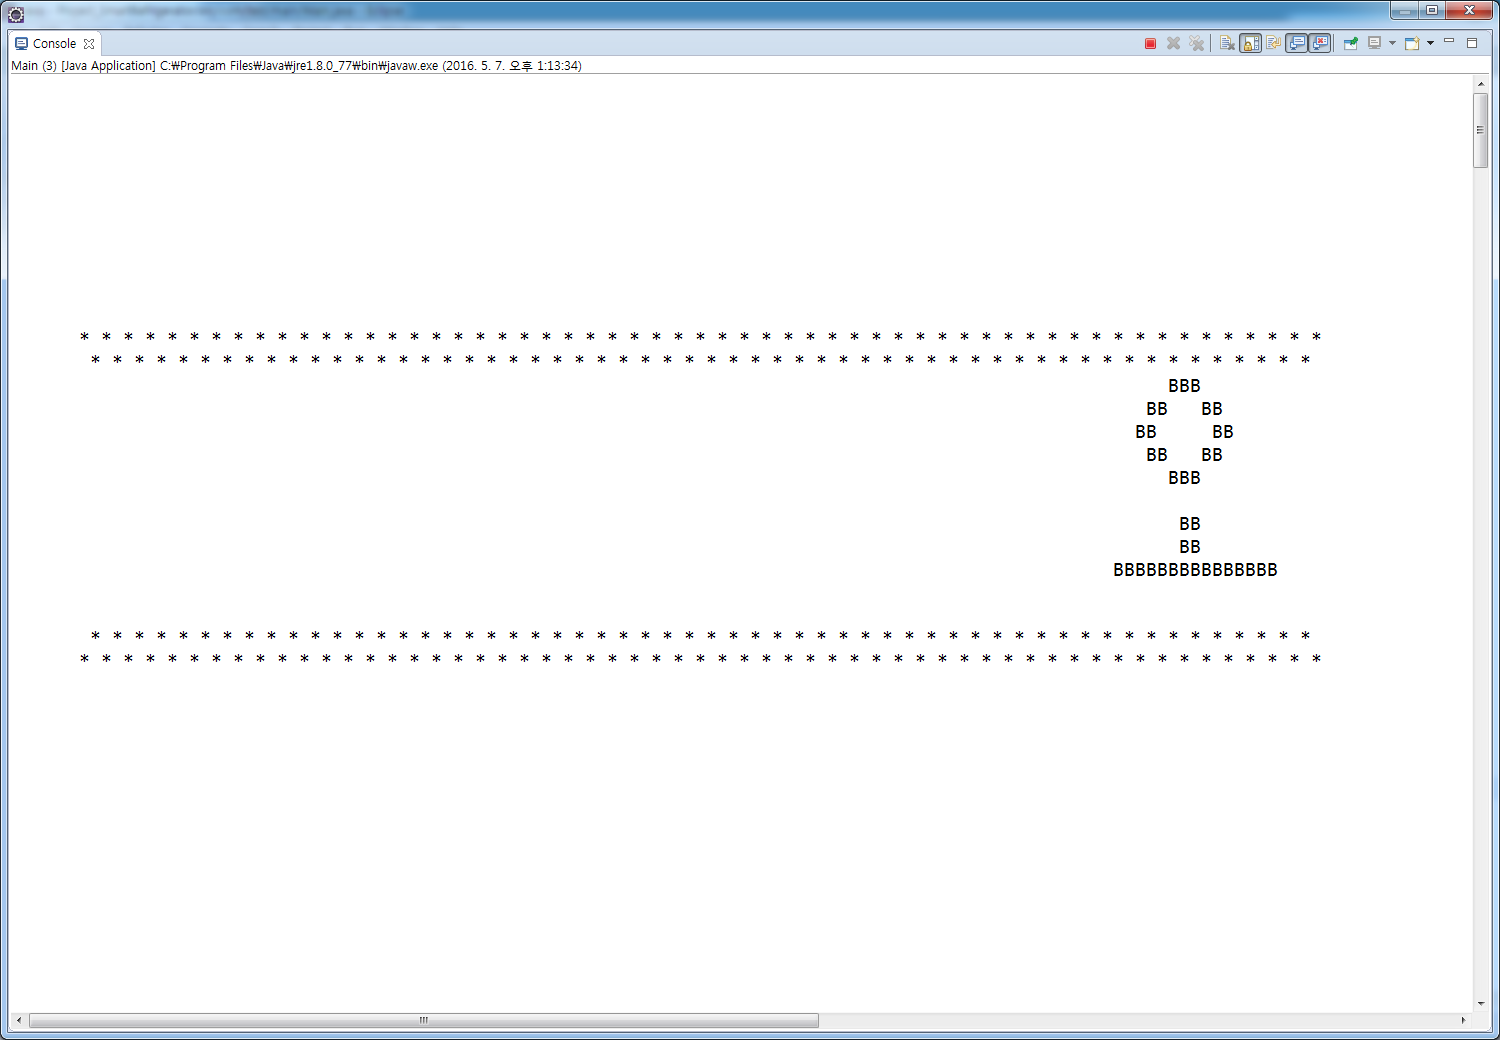 Console
Main (3) [Java Application] C:₩Program Files₩Java₩jre1.8.0_77₩bin₩javaw.exe (2016. 5. 7. 오후 1:13:34)
* * * * * * * * * * * * * * * * * * * * * * * * * * * * * * * * * * * * * * * * * * * * * * * * * * * * * * * * *
* * * * * * * * * * * * * * * * * * * * * * * * * * * * * * * * * * * * * * * * * * * * * * * * * * * * * * * *
BBB
BB   BB
BB     BB
BB   BB
BBB
BB
BB
BBBBBBBBBBBBBBB
* * * * * * * * * * * * * * * * * * * * * * * * * * * * * * * * * * * * * * * * * * * * * * * * * * * * * * * *
* * * * * * * * * * * * * * * * * * * * * * * * * * * * * * * * * * * * * * * * * * * * * * * * * * * * * * * * *